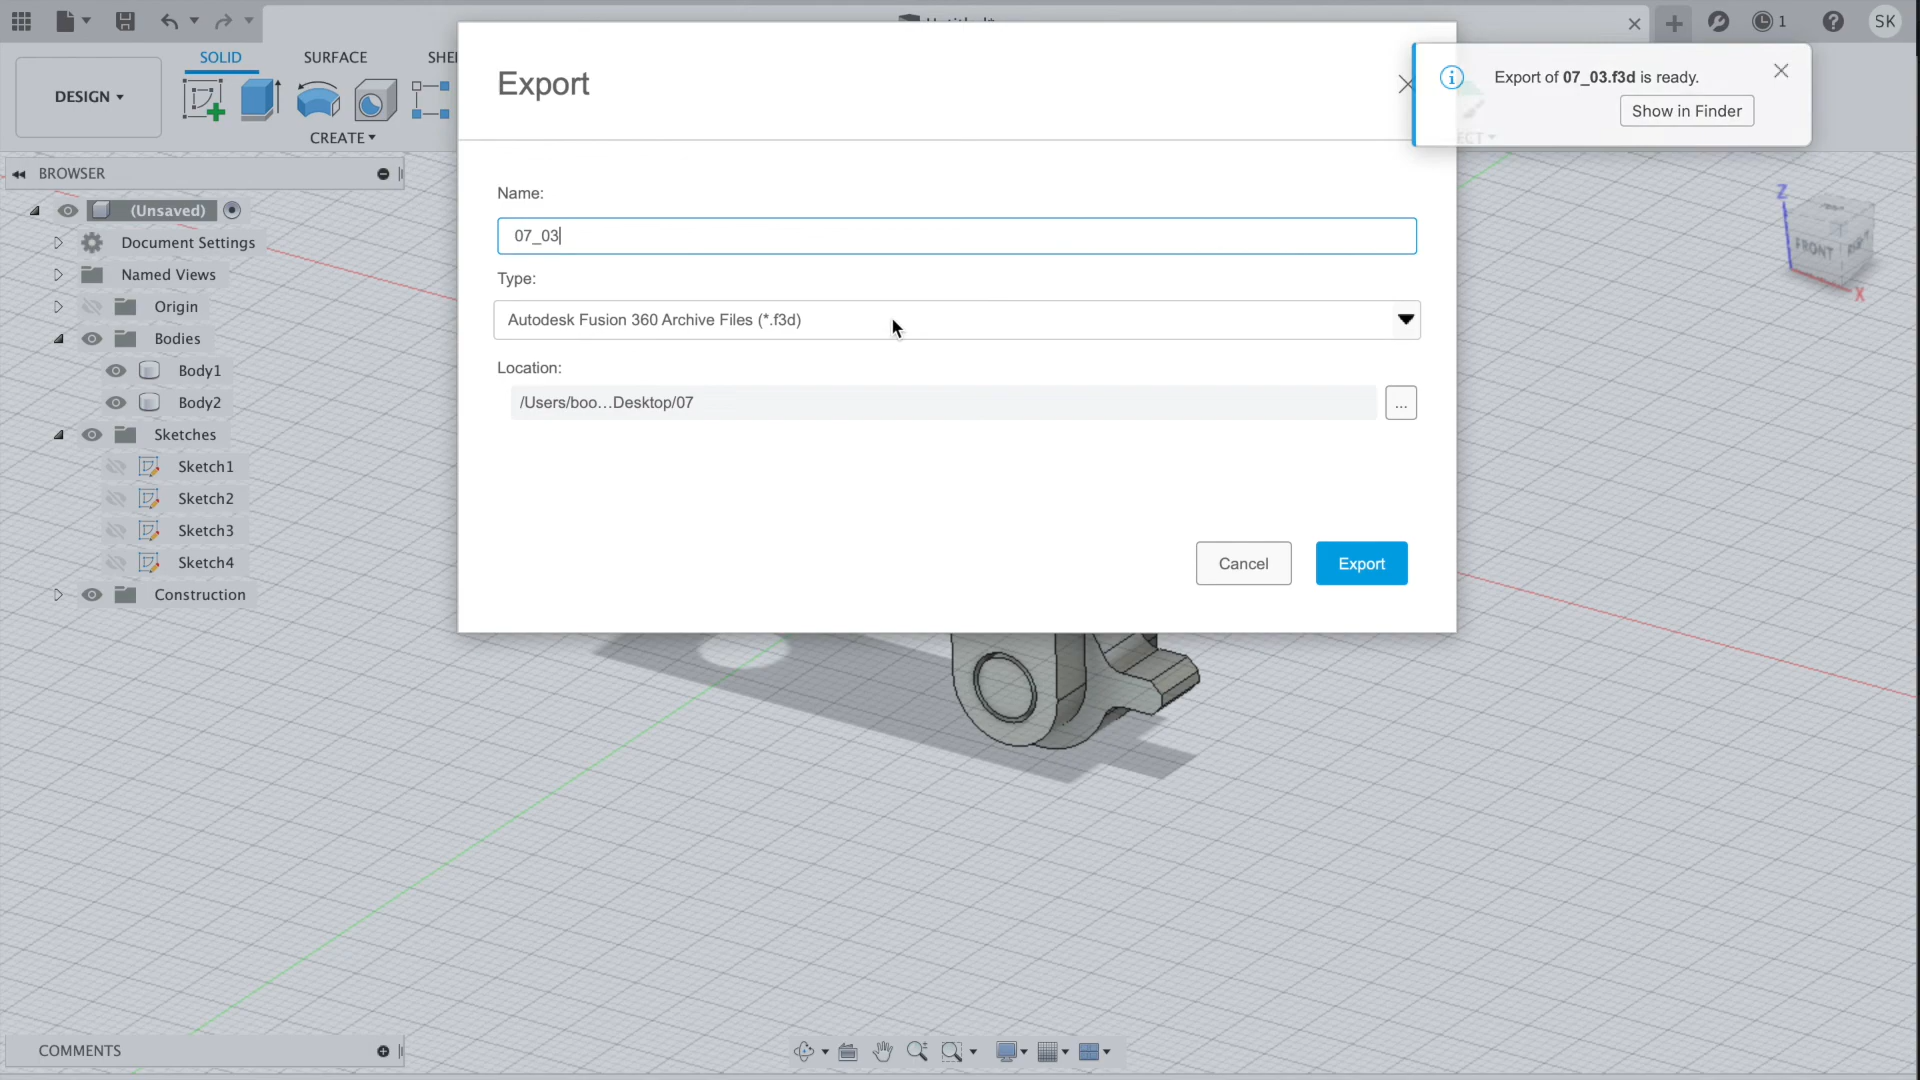 1
SK
SOLID
SURFACE
DESIGN
CREATE
Export
Export of 07_03.f3d is ready.
Show in Finder
BROWSER
(Unsaved)
Document Settings
Named Views
Origin
Bodies
Body1
Body2
Sketches
Sketch1
Sketch2
Sketch3
Sketch4
Construction
Name:
07_03
Type:
Autodesk Fusion 360 Archive Files (*.f3d)
Location:
/Users/boo...Desktop/07
...
Cancel
Export
Z
FRONT
X
COMMENTS